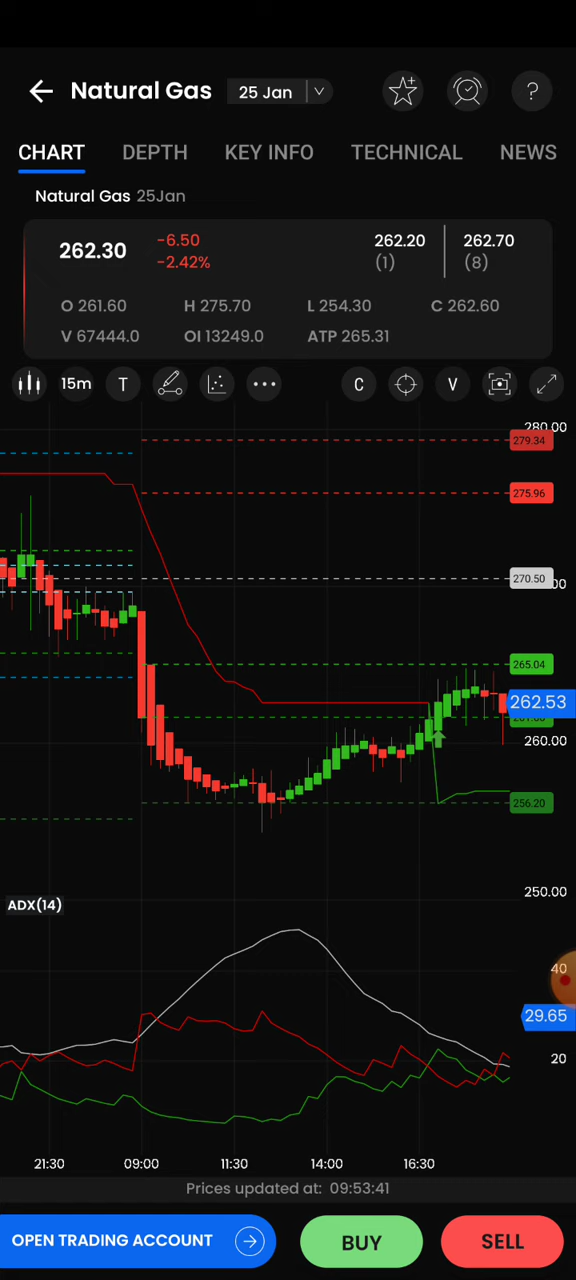 Natural Gas 25 Jan ?
CHART DEPTH KEY INFO TECHNICAL NEWS
Natural Gas 25Jan
262.30 -6.50 262.20 262.70
-2.42% (1) (8)
O 261.60 H 275.70 L 254.30 C 262.60
V 67444.0 OI 13249.0 ATP 265.31
15m T C V
280.00
279.34
275.96
270.50
265.04
262.53
260.00
256.20
250.00
ADX(14)
40
29.65
20
21:30 09:00 11:30 14:00 16:30
Prices updated at: 09:53:41
OPEN TRADING ACCOUNT BUY SELL